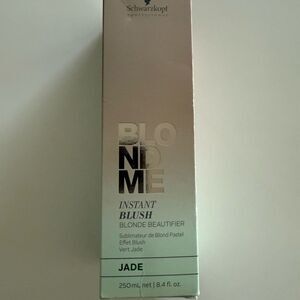 Schwarzkopf
PROFESSIONAL
BLO
ND
ME
INSTANT
BLUSH
BLONDE BEAUTIFIER
Sublimateur de Blond Pastel
Effet Blush
Vert Jade
JADE
250 mL net | 8.4 fl. oz.